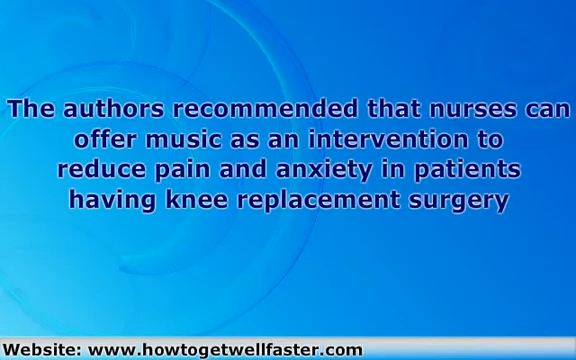 The authors recommended that nurses can
offer music as an intervention to
reduce pain and anxiety in patients
having knee replacement surgery
Website: www.howtogetwellfaster.com